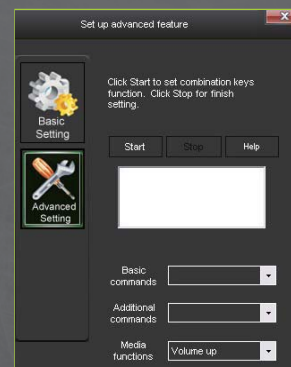 Set up advanced feature
Basic
Setting
Advanced
Setting
Click Start to set combination keys
function. Click Stop for finish
setting.
Start
Stop
Help
Basic
commands
Additional
commands
Media
functions
Volume up